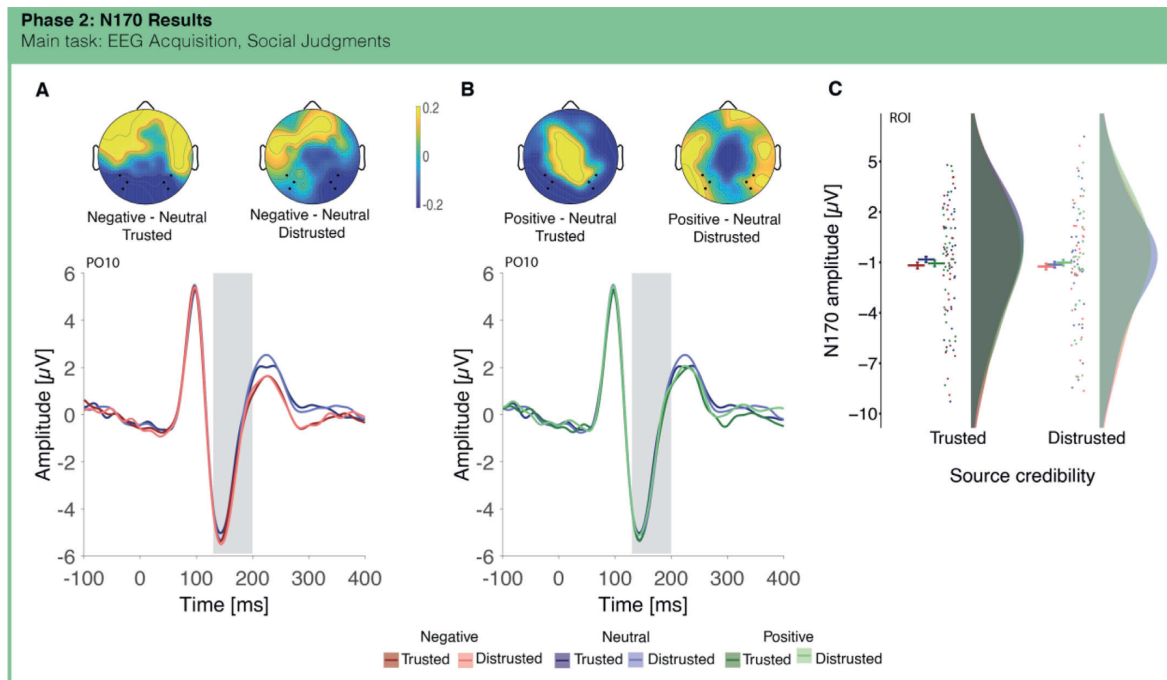 Phase 2: N170 Results
Main task: EEG Acquisition, Social Judgments
A
Negative - Neutral
Trusted
Negative - Neutral
Distrusted
0.2
0
-0.2
PO10
Amplitude [µV]
6
4
2
0
-2
-4
-6
-100
0
100
200
300
400
Time [ms]
B
Positive - Neutral
Trusted
Positive - Neutral
Distrusted
PO10
Amplitude [µV]
6
4
2
0
-2
-4
-6
-100
0
100
200
300
400
Time [ms]
C
ROI
N170 amplitude [µV]
5
2
−1
−4
−7
−10
Trusted
Distrusted
Source credibility
Negative
Trusted
Distrusted
Neutral
Trusted
Distrusted
Positive
Trusted
Distrusted